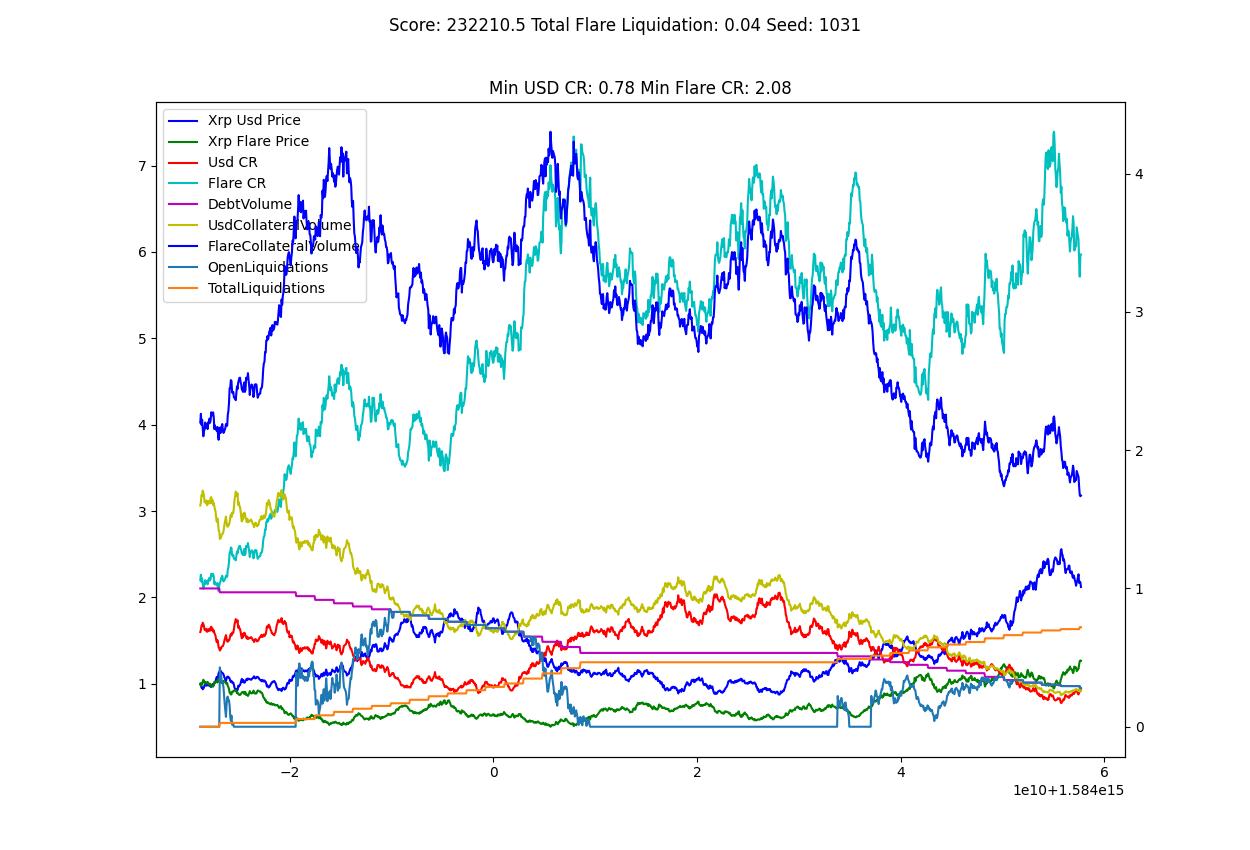 Score: 232210.5 Total Flare Liquidation: 0.04 Seed: 1031
Min USD CR: 0.78 Min Flare CR: 2.08
Xrp Usd Price
Xrp Flare Price
Usd CR
Flare CR
DebtVolume
UsdCollateralVolume
FlareCollateralVolume
OpenLiquidations
TotalLiquidations
7
6
5
4
3
2
1
4
3
2
1
0
−2
0
2
4
6
1e10+1.584e15